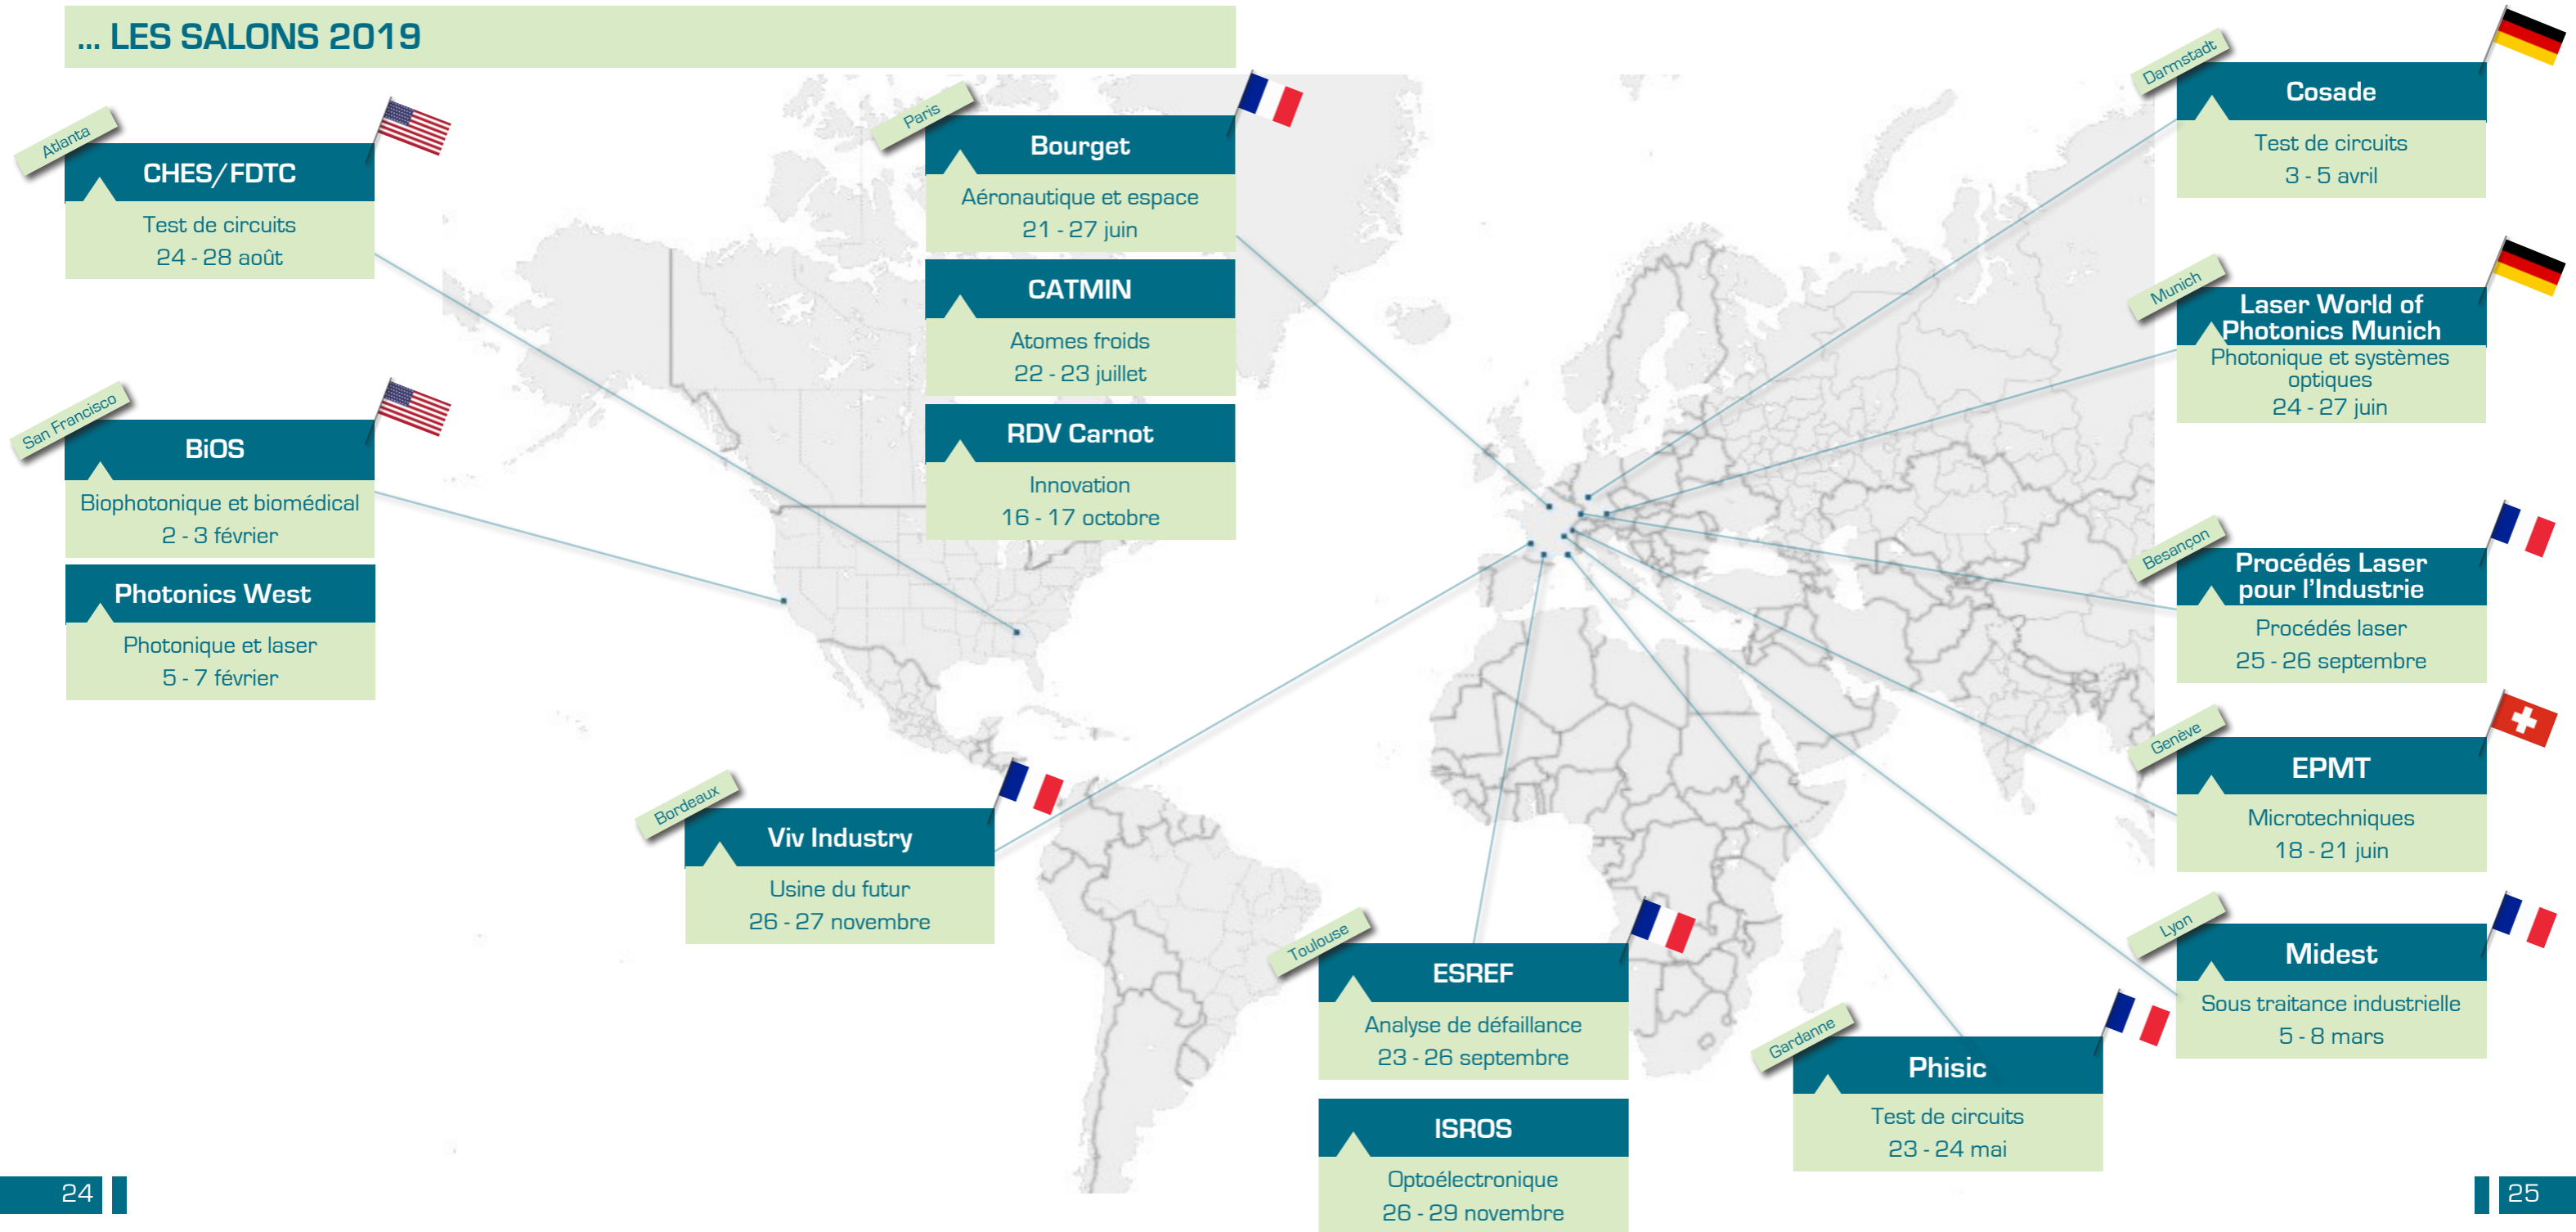 ... LES SALONS 2019
Atlanta
CHES/FDTC
Test de circuits
24 - 28 août
San Francisco
BiOS
Biophotonique et biomédical
2 - 3 février
Photonics West
Photonique et laser
5 - 7 février
Paris
Bourget
Aéronautique et espace
21 - 27 juin
CATMIN
Atomes froids
22 - 23 juillet
RDV Carnot
Innovation
16 - 17 octobre
Bordeaux
Viv Industry
Usine du futur
26 - 27 novembre
Toulouse
ESREF
Analyse de défaillance
23 - 26 septembre
ISROS
Optoélectronique
26 - 29 novembre
Gardanne
Phisic
Test de circuits
23 - 24 mai
Darmstadt
Cosade
Test de circuits
3 - 5 avril
Munich
Laser World of
Photonics Munich
Photonique et systèmes
optiques
24 - 27 juin
Besançon
Procédés Laser
pour l'Industrie
Procédés laser
25 - 26 septembre
Genève
EPMT
Microtechniques
18 - 21 juin
Lyon
Midest
Sous traitance industrielle
5 - 8 mars
24
25